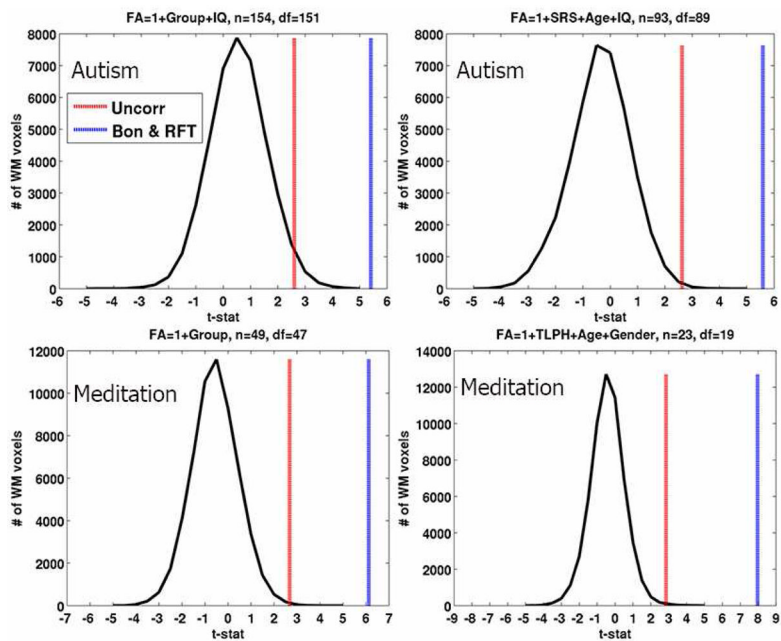 FA=1+Group+IQ, n=154, df=151
8000
7000
6000
5000
4000
3000
2000
1000
0
# of WM voxels
Autism
Uncorr
Bon & RFT
-6 -5 -4 -3 -2 -1 0 1 2 3 4 5 6
t-stat
FA=1+SRS+Age+IQ, n=93, df=89
8000
7000
6000
5000
4000
3000
2000
1000
0
# of WM voxels
Autism
-6 -5 -4 -3 -2 -1 0 1 2 3 4 5 6
t-stat
FA=1+Group, n=49, df=47
12000
10000
8000
6000
4000
2000
0
# of WM voxels
Meditation
-7 -6 -5 -4 -3 -2 -1 0 1 2 3 4 5 6 7
t-stat
FA=1+TLPH+Age+Gender, n=23, df=19
14000
12000
10000
8000
6000
4000
2000
0
# of WM voxels
Meditation
-9 -8 -7 -6 -5 -4 -3 -2 -1 0 1 2 3 4 5 6 7 8 9
t-stat